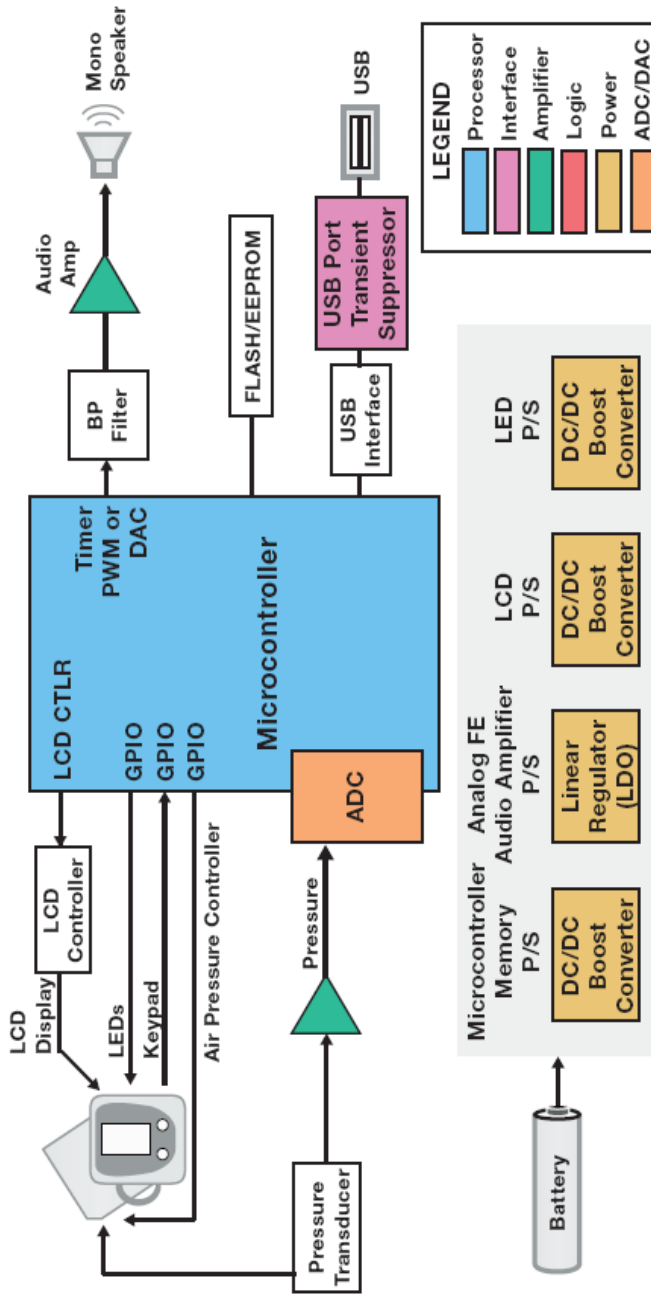 LCD
Display
LCD
Controller
LCD CTLR
Timer
PWM or
DAC
BP
Filter
Audio
Amp
Mono
Speaker
LEDs
GPIO
Keypad
GPIO
Air Pressure Controller
GPIO
Microcontroller
FLASH/EEPROM
Pressure
Transducer
Pressure
ADC
USB
Interface
USB Port
Transient
Suppressor
USB
Battery
Microcontroller
Memory
P/S
DC/DC
Boost
Converter
Analog FE
Audio Amplifier
P/S
Linear
Regulator
(LDO)
LCD
P/S
DC/DC
Boost
Converter
LED
P/S
DC/DC
Boost
Converter
LEGEND
Processor
Interface
Amplifier
Logic
Power
ADC/DAC